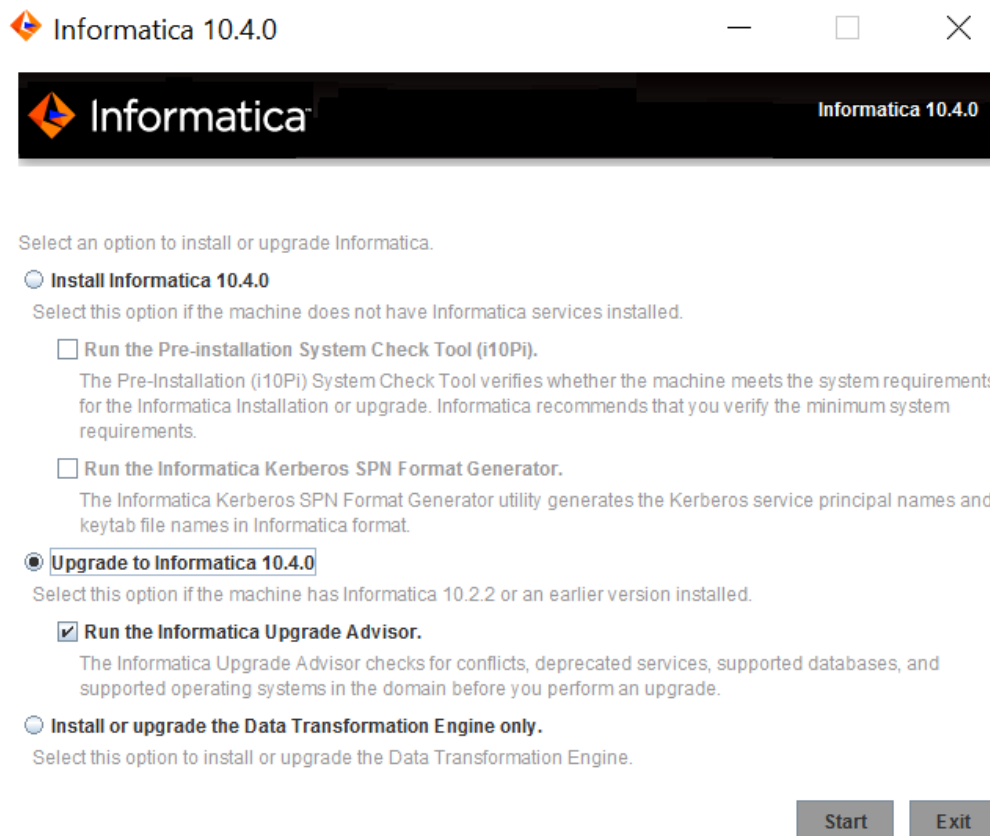 Informatica 10.4.0
Informatica
Informatica 10.4.0
Select an option to install or upgrade Informatica.
Install Informatica 10.4.0
Select this option if the machine does not have Informatica services installed.
Run the Pre-installation System Check Tool (i10Pi).
The Pre-Installation (i10Pi) System Check Tool verifies whether the machine meets the system requirements
for the Informatica Installation or upgrade. Informatica recommends that you verify the minimum system
requirements.
Run the Informatica Kerberos SPN Format Generator.
The Informatica Kerberos SPN Format Generator utility generates the Kerberos service principal names and
keytab file names in Informatica format.
Upgrade to Informatica 10.4.0
Select this option if the machine has Informatica 10.2.2 or an earlier version installed.
Run the Informatica Upgrade Advisor.
The Informatica Upgrade Advisor checks for conflicts, deprecated services, supported databases, and
supported operating systems in the domain before you perform an upgrade.
Install or upgrade the Data Transformation Engine only.
Select this option to install or upgrade the Data Transformation Engine.
Start Exit